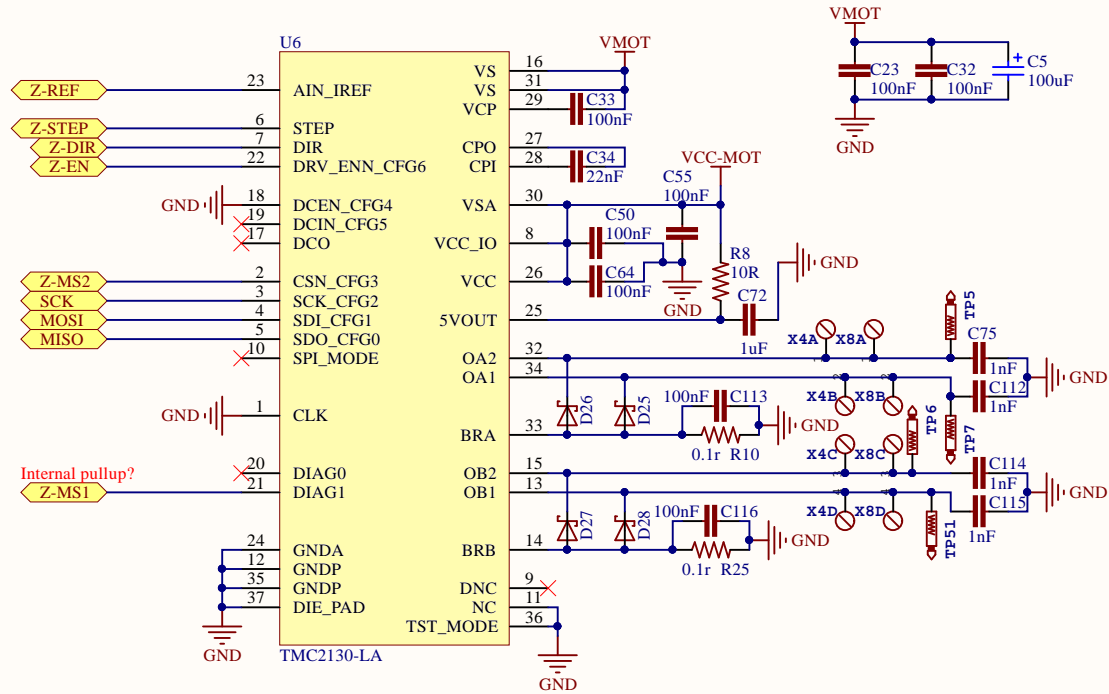 VMOT
C23
100nF
C32
100nF
+
C5
100uF
GND
U6
VMOT
Z-REF
23
AIN_IREF
VS
16
VS
31
VCP
29
C33
100nF
Z-STEP
6
STEP
Z-DIR
7
DIR
Z-EN
22
DRV_ENN_CFG6
CPO
27
CPI
28
C34
22nF
VCC-MOT
C55
100nF
GND
18
DCEN_CFG4
19
DCIN_CFG5
17
DCO
VSA
30
C50
100nF
VCC_IO
8
VCC
26
C64
100nF
GND
R8
10R
GND
C72
1uF
Z-MS2
2
CSN_CFG3
SCK
3
SCK_CFG2
MOSI
4
SDI_CFG1
MISO
5
SDO_CFG0
10
SPI_MODE
5VOUT
25
OA2
32
OA1
34
X4A
X8A
TP5
C75
1nF
GND
C112
1nF
X4B
2
X8B
2
TP7
GND
1
CLK
D26
D25
100nF
C113
0.1r
R10
GND
BRA
33
TP6
X4C
3
X8C
3
Internal pullup?
20
DIAG0
Z-MS1
21
DIAG1
OB2
15
OB1
13
C114
1nF
GND
C115
1nF
X4D
4
X8D
4
TP51
D27
D28
100nF
C116
0.1r
R25
GND
BRB
14
24
GNDA
12
GNDP
35
GNDP
37
DIE_PAD
GND
DNC
9
NC
11
TST_MODE
36
GND
TMC2130-LA